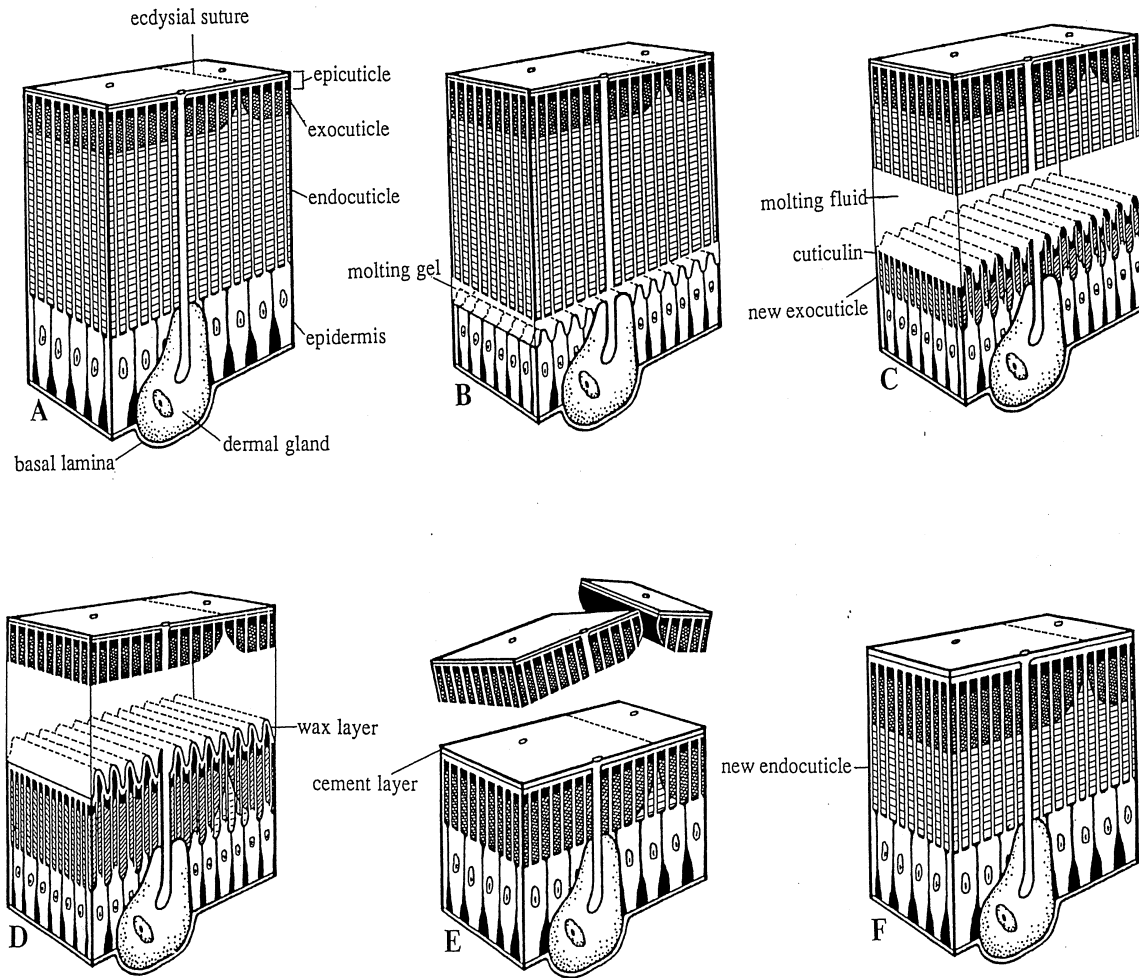 ecdysial suture
epicuticle
exocuticle
endocuticle
epidermis
dermal gland
basal lamina
A
molting gel
B
molting fluid
cuticulin
new exocuticle
C
wax layer
D
cement layer
E
new endocuticle
F